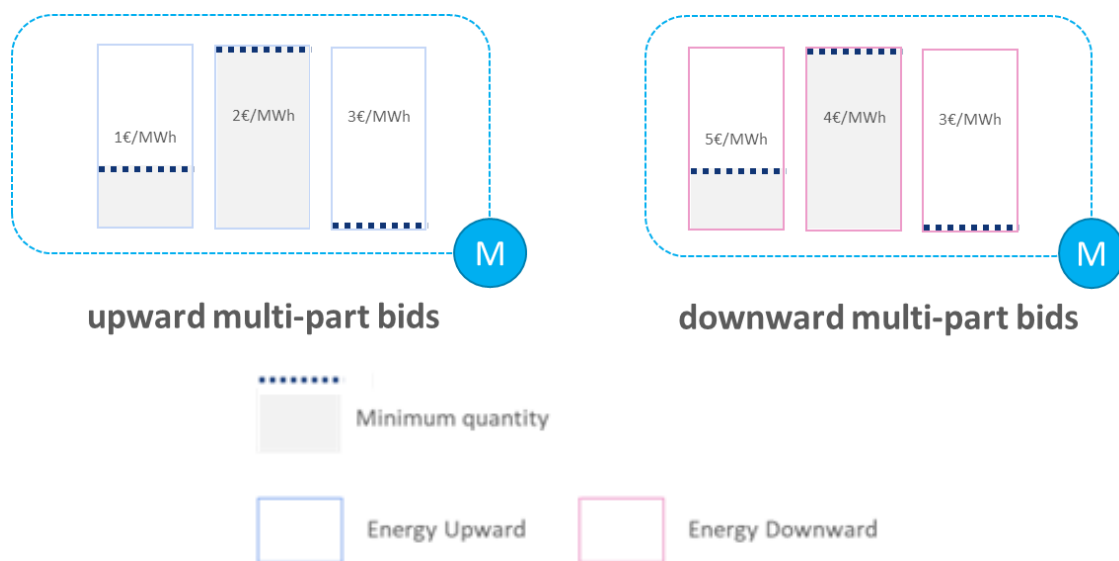 1€/MWh
2€/MWh
3€/MWh
M
upward multi-part bids
5€/MWh
4€/MWh
3€/MWh
M
downward multi-part bids
Minimum quantity
Energy Upward
Energy Downward